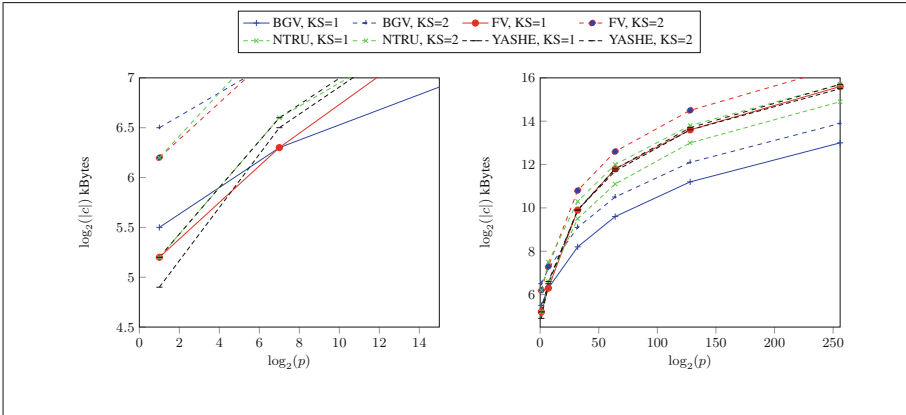 BGV, KS=1 BGV, KS=2 FV, KS=1 FV, KS=2
NTRU, KS=1 NTRU, KS=2 YASHE, KS=1 YASHE, KS=2
7
6.5
6
5.5
5
4.5
0 2 4 6 8 10 12 14
log₂(p)
log₂(|c|) kBytes
16
14
12
10
8
6
0 50 100 150 200 250
log₂(p)
log₂(|c|) kBytes